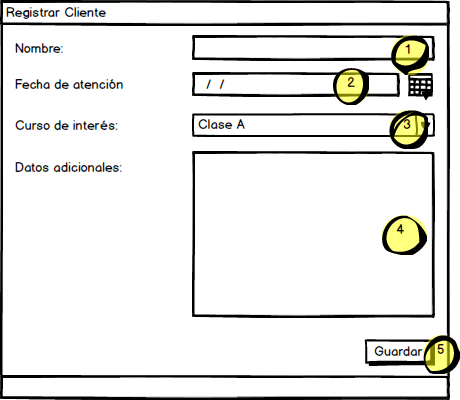 Registrar Cliente
Nombre: 1
Fecha de atención / / 2
Curso de interés: Clase A 3
Datos adicionales:
4
Guardar 5